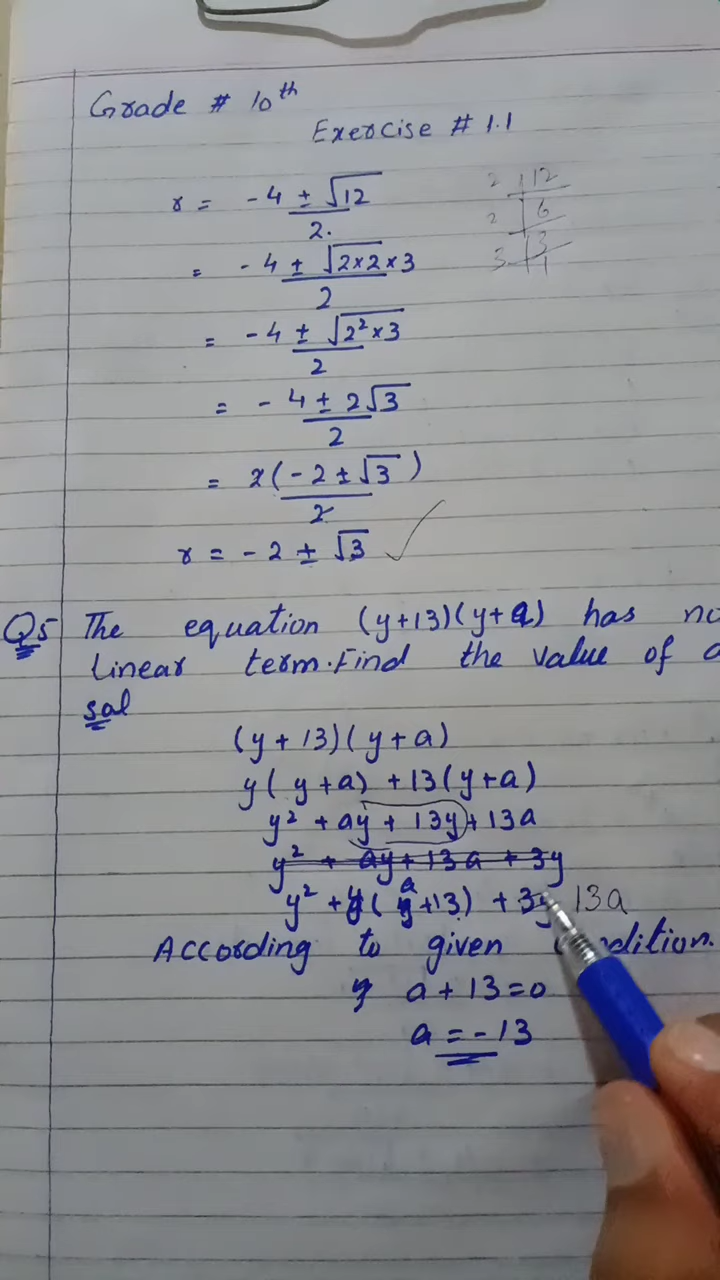 Grade # 10th
Exercise # 1.1
x = -4 ± √12 / 2.
2 | 12
2 | 6
3 | 3
1
= -4 ± √2×2×3 / 2
= -4 ± √2²×3 / 2
= -4 ± 2√3 / 2
= 2(-2 ± √3) / 2
x = -2 ± √3 ✓
Q5 The equation (y+13)(y+a) has no
linear term. Find the value of a
sol
(y+13)(y+a)
y(y+a) +13(y+a)
y² + ay + 13y + 13a
y² + ay + 13a + 3y
y² + y(a+13) + 3y 13a
According to given condition.
a + 13 = 0
a = -13